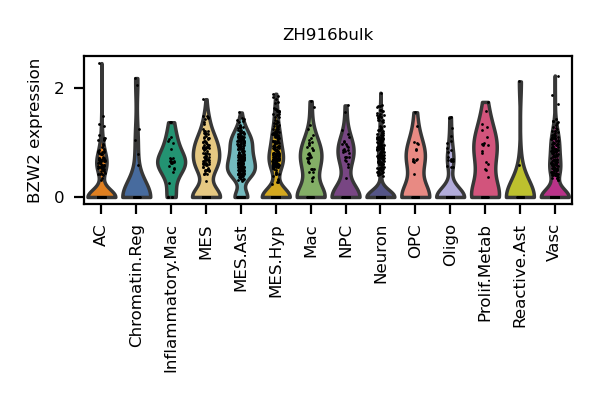 ZH916bulk
BZW2 expression
2
0
AC
Chromatin.Reg
Inflammatory.Mac
MES
MES.Ast
MES.Hyp
Mac
NPC
Neuron
OPC
Oligo
Prolif.Metab
Reactive.Ast
Vasc